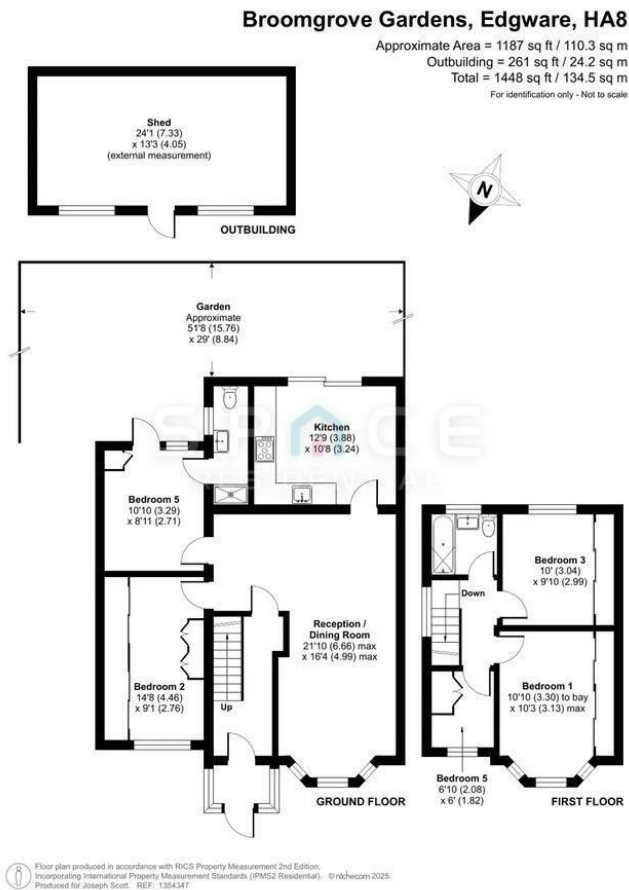 Broomgrove Gardens, Edgware, HA8
Approximate Area = 1187 sq ft / 110.3 sq m
Outbuilding = 261 sq ft / 24.2 sq m
Total = 1448 sq ft / 134.5 sq m
For identification only - Not to scale
Shed
24'1 (7.33)
x 13'3 (4.05)
(external measurement)
OUTBUILDING
N
Garden
Approximate
51'8 (15.76)
x 29' (8.84)
SPACE
RESIDENTIAL
Kitchen
12'9 (3.88)
x 10'8 (3.24)
Bedroom 5
10'10 (3.29)
x 8'11 (2.71)
Bedroom 2
14'8 (4.46)
x 9'1 (2.76)
Up
Reception /
Dining Room
21'10 (6.66) max
x 16'4 (4.99) max
GROUND FLOOR
Down
Bedroom 3
10' (3.04)
x 9'10 (2.99)
Bedroom 1
10'10 (3.30) to bay
x 10'3 (3.13) max
Bedroom 5
6'10 (2.08)
x 6' (1.82)
FIRST FLOOR
Floor plan produced in accordance with RICS Property Measurement 2nd Edition,
Incorporating International Property Measurement Standards (IPMS2 Residential). © nichecom 2025.
Produced for Joseph Scott. REF: 1354347